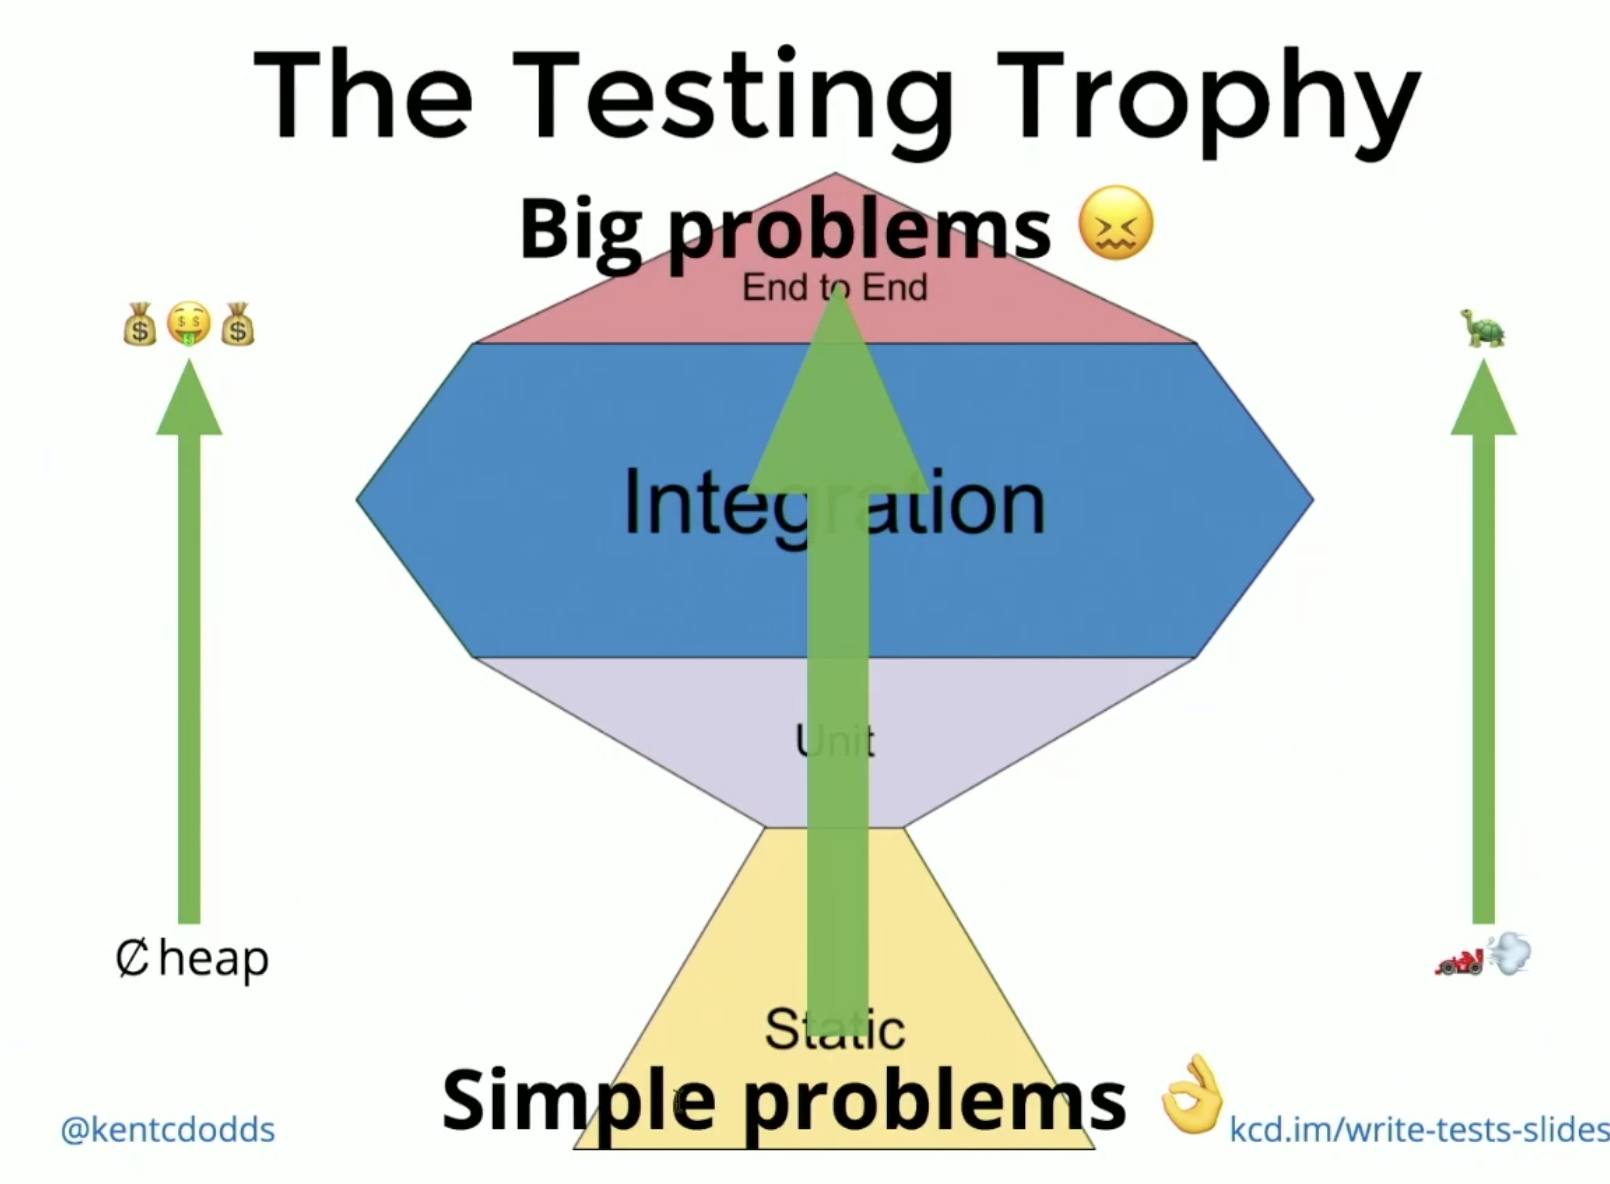 The Testing Trophy
Big problems 😖
End to End
💰🤑💰
🐢
Integration
Unit
₡heap
🏎💨
Static
Simple problems 👌
@kentcdodds
kcd.im/write-tests-slides